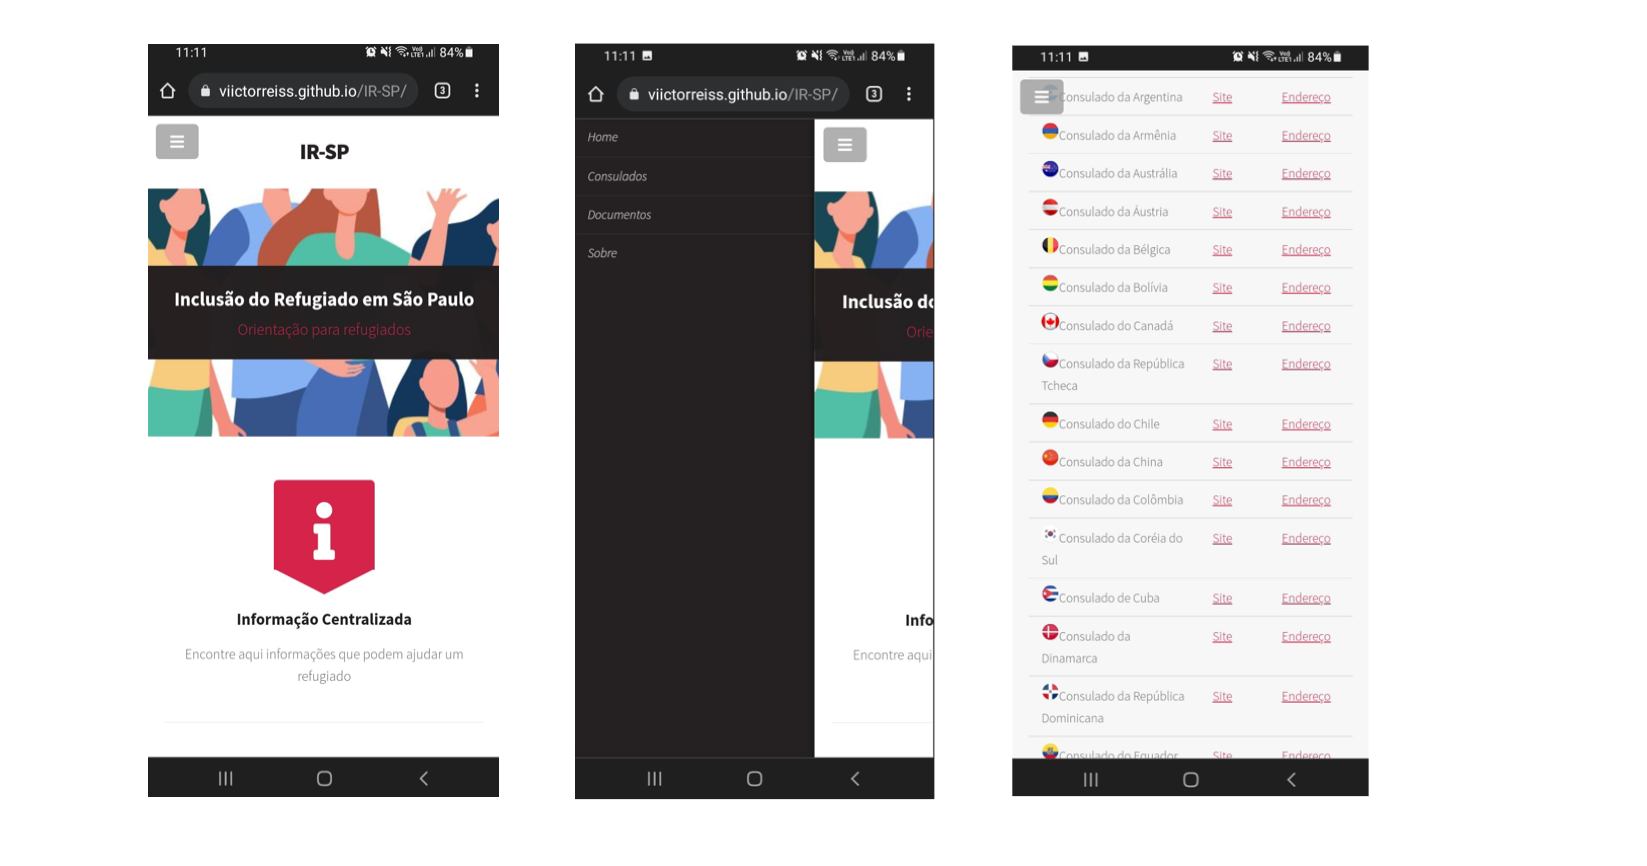 11:11
VoB
LTE1
84%
viictorreiss.github.io/IR-SP/
3
IR-SP
Inclusão do Refugiado em São Paulo
Orientação para refugiados
Informação Centralizada
Encontre aqui informações que podem ajudar um
refugiado
11:11
84%
viictorreiss.github.io/IR-SP/
3
Home
Consulados
Documentos
Sobre
Inclusão do
Orie
Info
Encontre aqui
11:11
84%
Consulado da Argentina Site Endereço
Consulado da Armênia Site Endereço
Consulado da Austrália Site Endereço
Consulado da Áustria Site Endereço
Consulado da Bélgica Site Endereço
Consulado da Bolívia Site Endereço
Consulado do Canadá Site Endereço
Consulado da República Site Endereço
Tcheca
Consulado do Chile Site Endereço
Consulado da China Site Endereço
Consulado da Colômbia Site Endereço
Consulado da Coréia do Site Endereço
Sul
Consulado de Cuba Site Endereço
Consulado da Site Endereço
Dinamarca
Consulado da República Site Endereço
Dominicana
Consulado do Equador Site Endereço